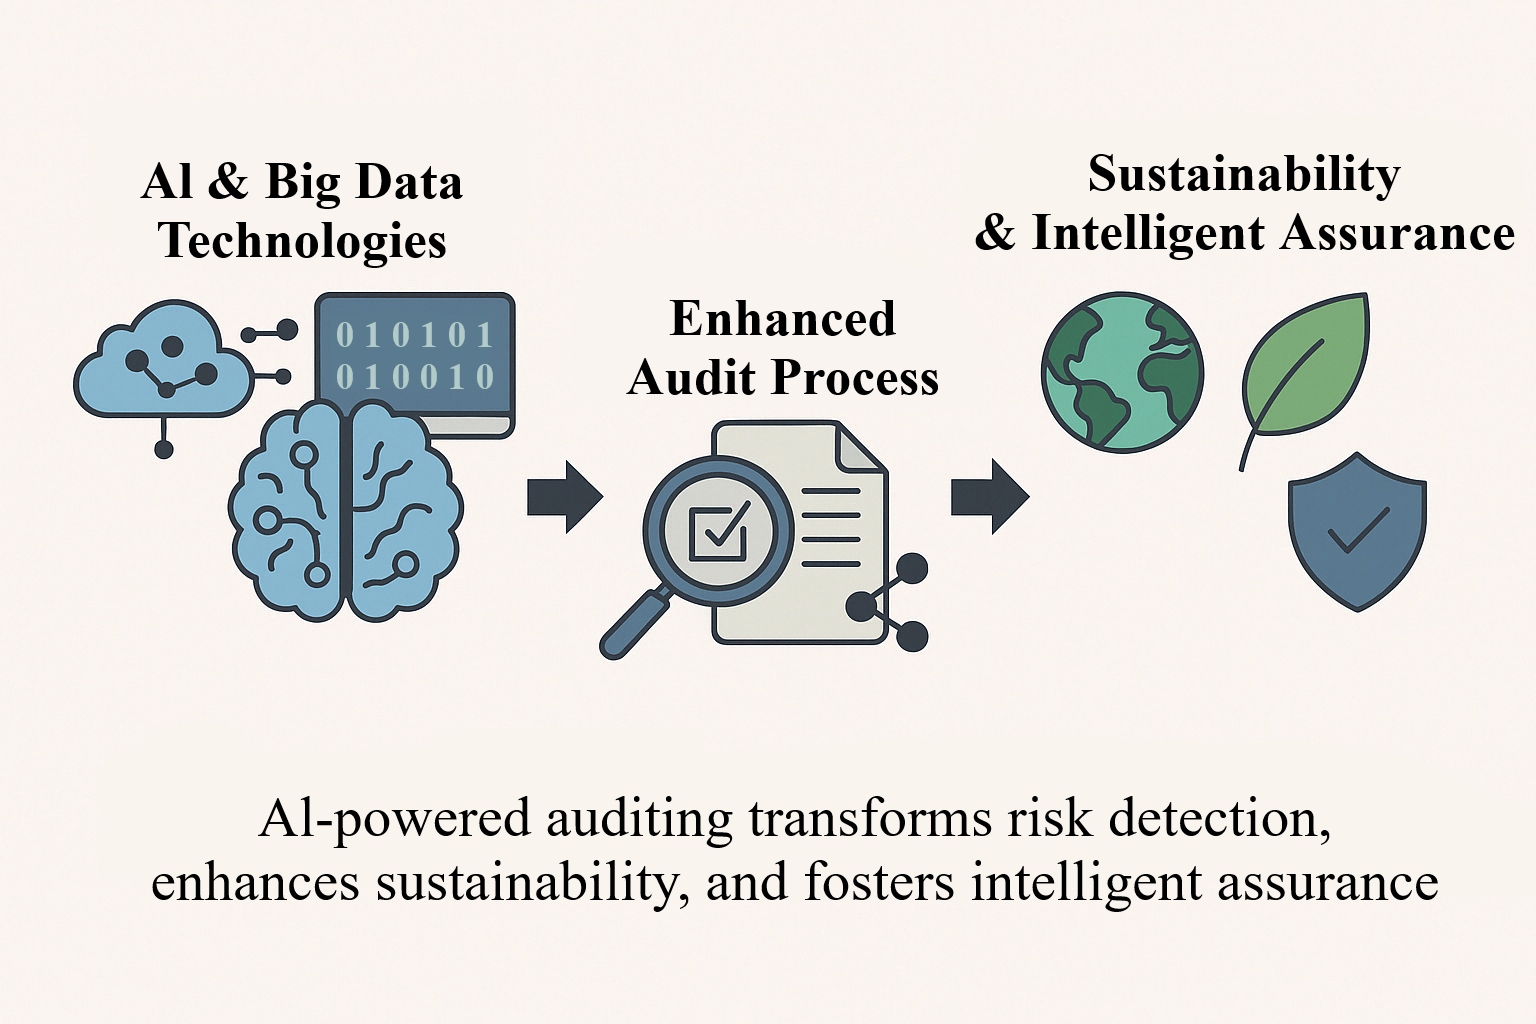 Al & Big Data
Technologies
010101
010010
Enhanced
Audit Process
Sustainability
& Intelligent Assurance
Al-powered auditing transforms risk detection,
enhances sustainability, and fosters intelligent assurance